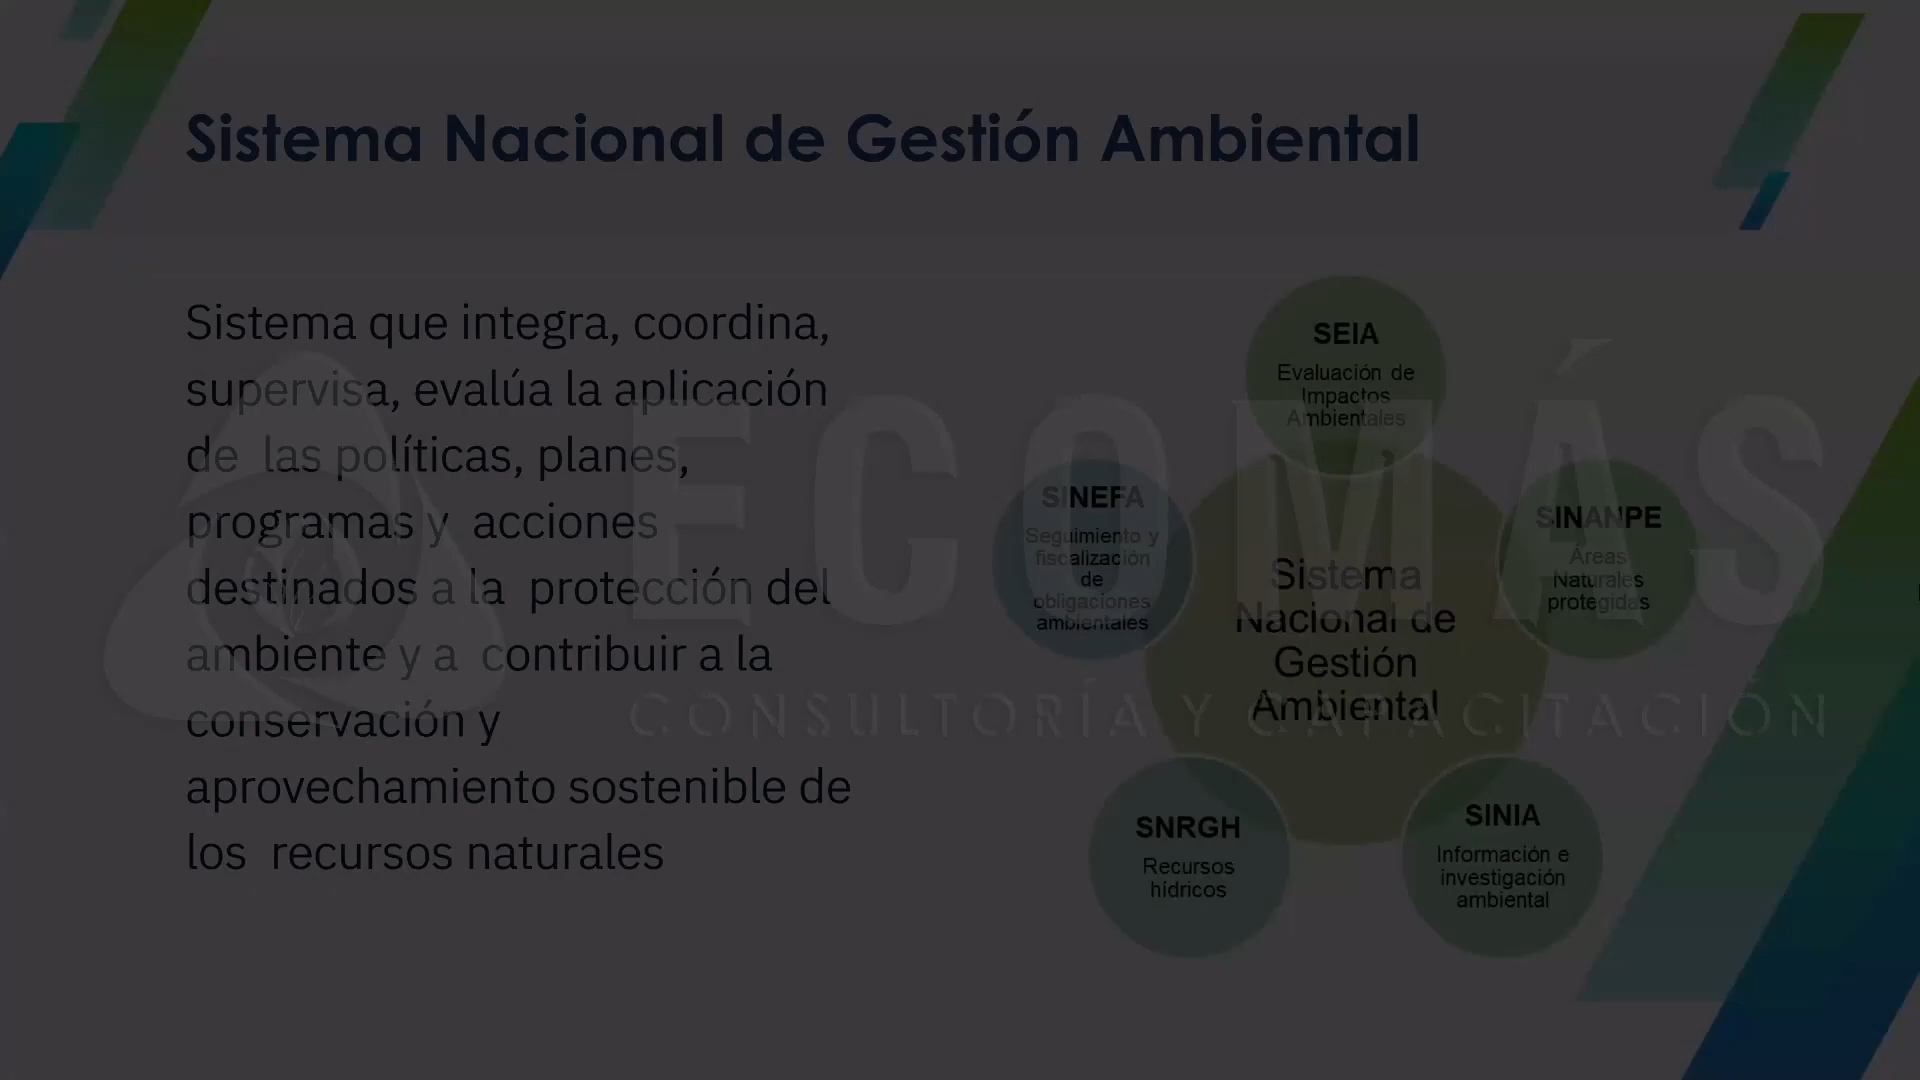 Sistema Nacional de Gestión Ambiental
Sistema que integra, coordina,
supervisa, evalúa la aplicación
de las políticas, planes,
programas y acciones
destinados a la protección del
ambiente y a contribuir a la
conservación y
aprovechamiento sostenible de
los recursos naturales
SEIA
Evaluación de
Impactos
Ambientales
SINEFA
Seguimiento y
fiscalización
de
obligaciones
ambientales
SINANPE
Áreas
Naturales
protegidas
Sistema
Nacional de
Gestión
Ambiental
SNRGH
Recursos
hídricos
SINIA
Información e
investigación
ambiental
ECOMÁS
CONSULTORÍA Y CAPACITACIÓN